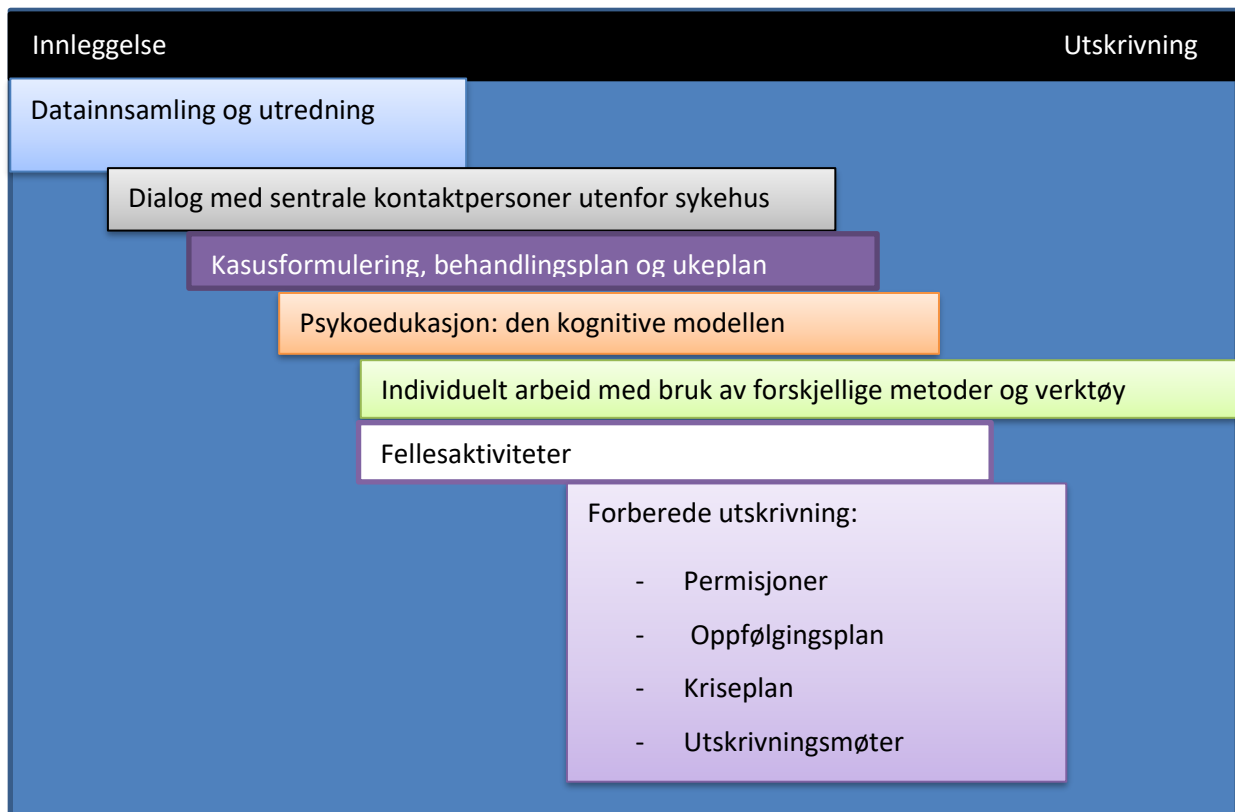 Innleggelse Utskrivning
Datainnsamling og utredning
Dialog med sentrale kontaktpersoner utenfor sykehus
Kasusformulering, behandlingsplan og ukeplan
Psykoedukasjon: den kognitive modellen
Individuelt arbeid med bruk av forskjellige metoder og verktøy
Fellesaktiviteter
Forberede utskrivning:
- Permisjoner
- Oppfølgingsplan
- Kriseplan
- Utskrivningsmøter